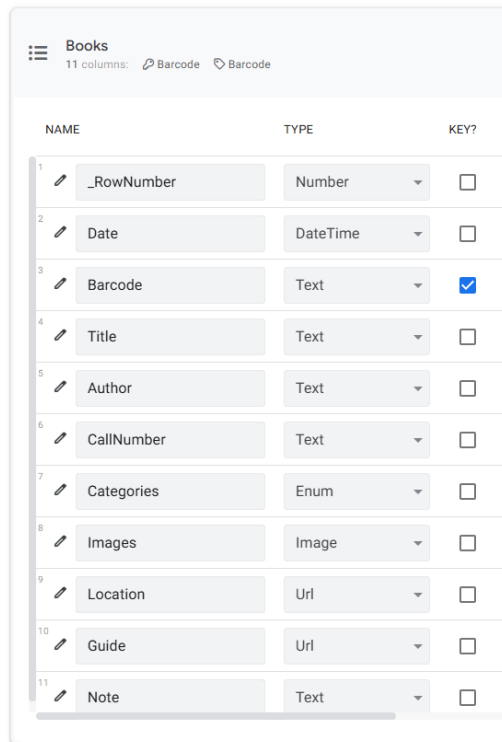 Books
11 columns: Barcode Barcode
NAME TYPE KEY?
1 _RowNumber Number
2 Date DateTime
3 Barcode Text
4 Title Text
5 Author Text
6 CallNumber Text
7 Categories Enum
8 Images Image
9 Location Url
10 Guide Url
11 Note Text